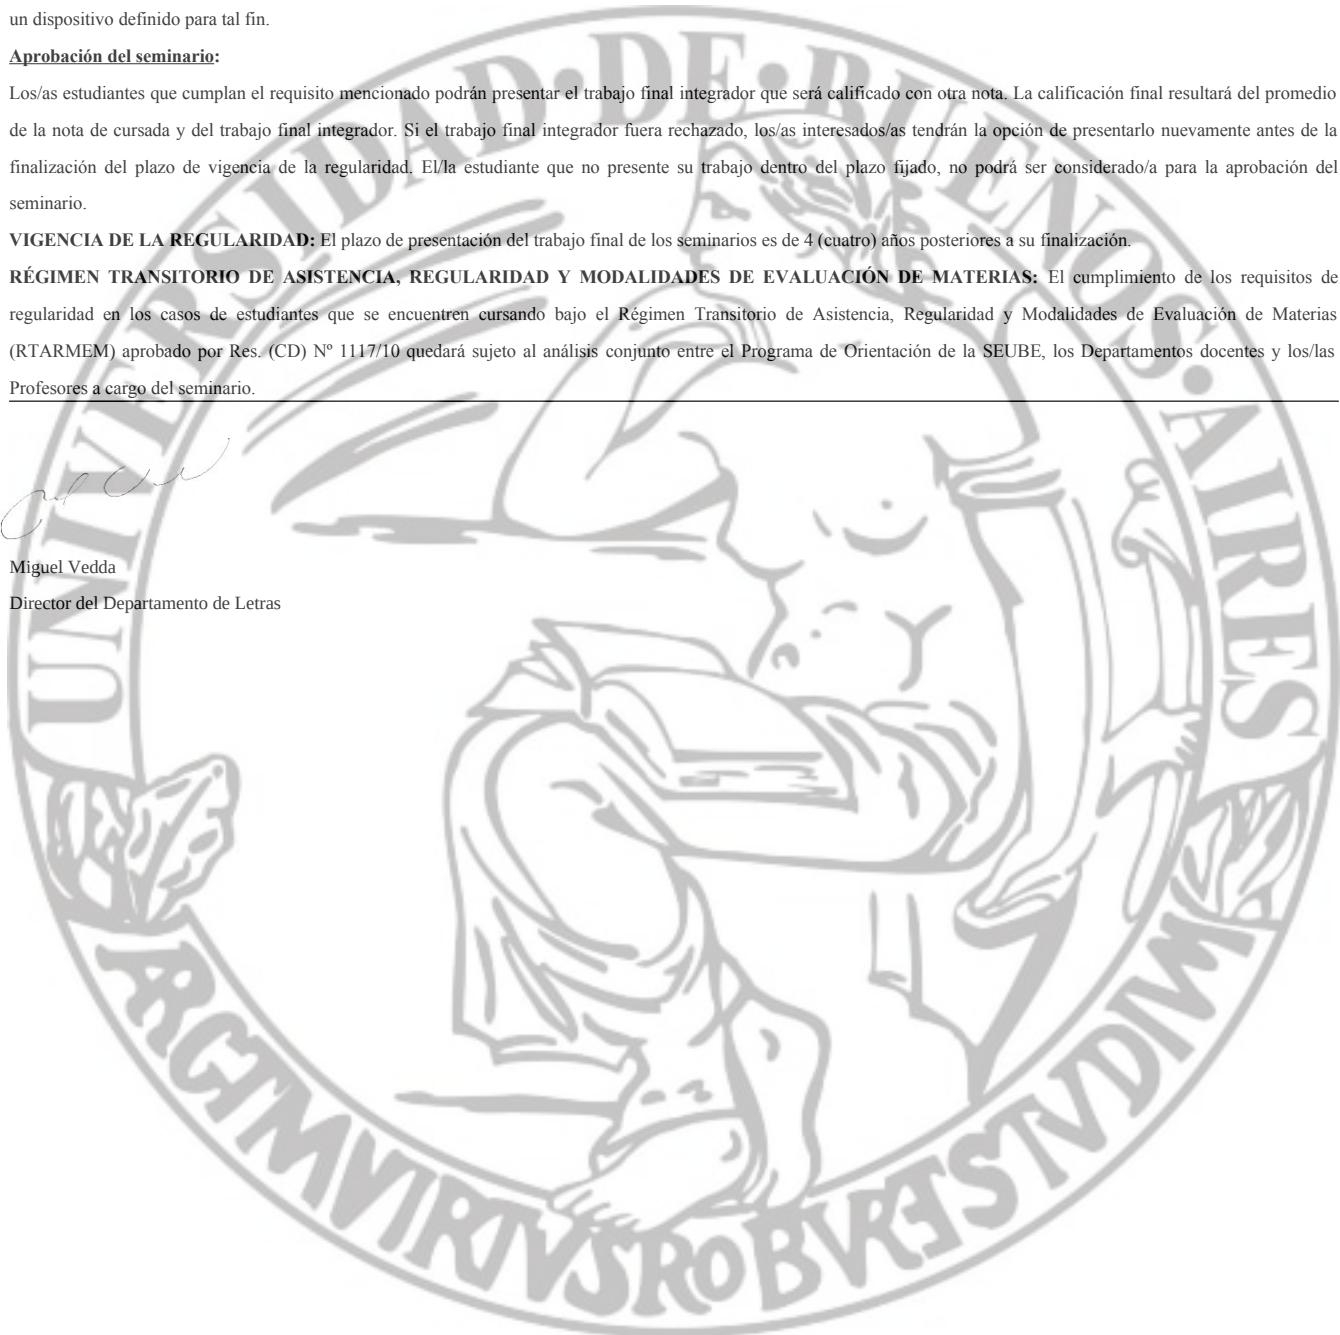 un dispositivo definido para tal fin.
Aprobación del seminario:
Los/as estudiantes que cumplan el requisito mencionado podrán presentar el trabajo final integrador que será calificado con otra nota. La calificación final resultará del promedio
de la nota de cursada y del trabajo final integrador. Si el trabajo final integrador fuera rechazado, los/as interesados/as tendrán la opción de presentarlo nuevamente antes de la
finalización del plazo de vigencia de la regularidad. El/la estudiante que no presente su trabajo dentro del plazo fijado, no podrá ser considerado/a para la aprobación del
seminario.
VIGENCIA DE LA REGULARIDAD: El plazo de presentación del trabajo final de los seminarios es de 4 (cuatro) años posteriores a su finalización.
RÉGIMEN TRANSITORIO DE ASISTENCIA, REGULARIDAD Y MODALIDADES DE EVALUACIÓN DE MATERIAS: El cumplimiento de los requisitos de
regularidad en los casos de estudiantes que se encuentren cursando bajo el Régimen Transitorio de Asistencia, Regularidad y Modalidades de Evaluación de Materias
(RTARMEM) aprobado por Res. (CD) Nº 1117/10 quedará sujeto al análisis conjunto entre el Programa de Orientación de la SEUBE, los Departamentos docentes y los/las
Profesores a cargo del seminario.
Miguel Vedda
Director del Departamento de Letras
UNIVERSIDAD DE BUENOS AIRES
ARGTM VIRTVS ROBVR ET STVDIVM